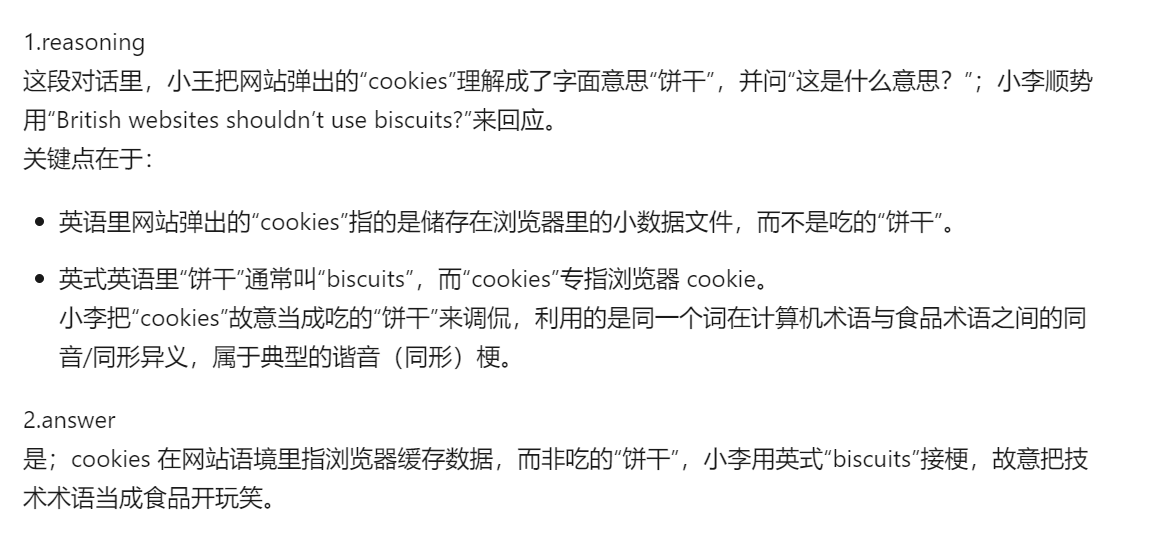 1.reasoning
这段对话里，小王把网站弹出的“cookies”理解成了字面意思“饼干”，并问“这是什么意思？”；小李顺势
用“British websites shouldn’t use biscuits?”来回应。
关键点在于：
• 英语里网站弹出的“cookies”指的是储存在浏览器里的小数据文件，而不是吃的“饼干”。
• 英式英语里“饼干”通常叫“biscuits”，而“cookies”专指浏览器 cookie。
小李把“cookies”故意当成吃的“饼干”来调侃，利用的是同一个词在计算机术语与食品术语之间的同
音/同形异义，属于典型的谐音（同形）梗。
2.answer
是；cookies 在网站语境里指浏览器缓存数据，而非吃的“饼干”，小李用英式“biscuits”接梗，故意把技
术术语当成食品开玩笑。